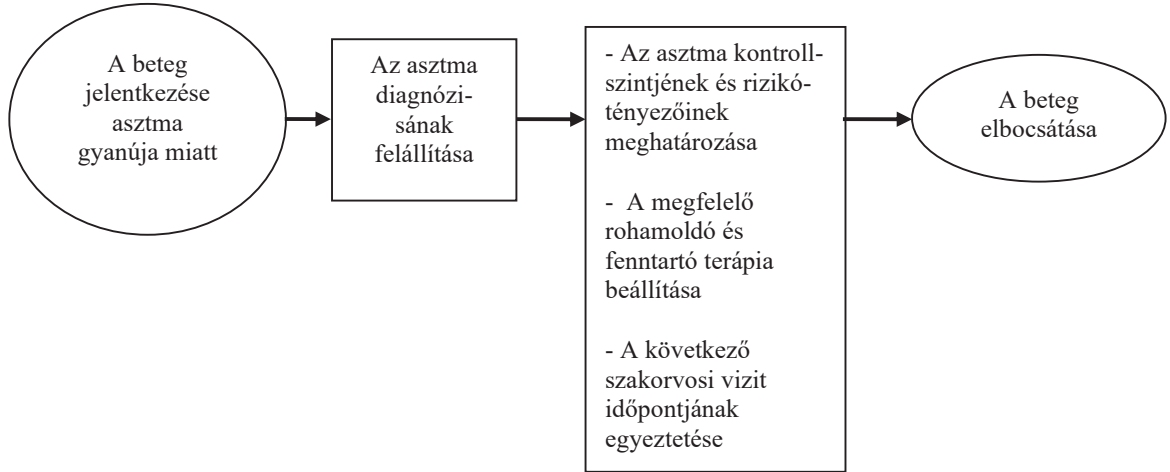 A beteg
jelentkezése
asztma
gyanúja miatt
Az asztma
diagnózi-
sának
felállítása
- Az asztma kontroll-
szintjének és rizikó-
tényezőinek
meghatározása
- A megfelelő
rohamoldó és
fenntartó terápia
beállítása
- A következő
szakorvosi vizit
időpontjának
egyeztetése
A beteg
elbocsátása